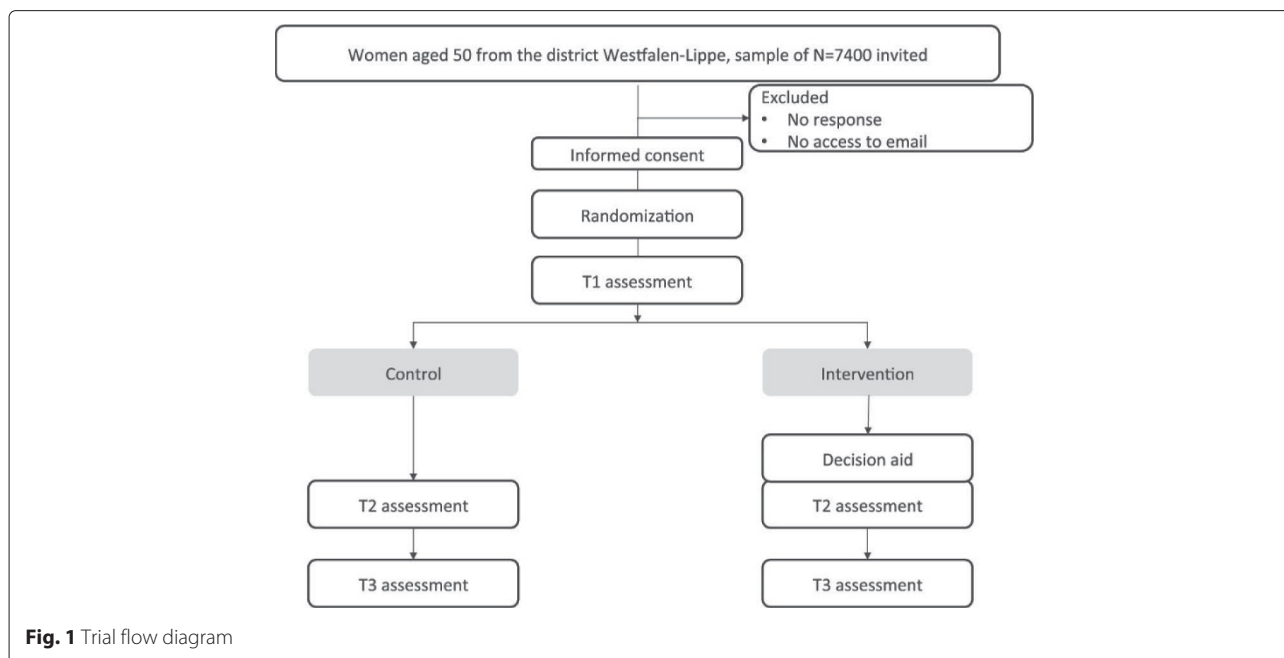 Women aged 50 from the district Westfalen-Lippe, sample of N=7400 invited
Excluded
• No response
• No access to email
Informed consent
Randomization
T1 assessment
Control
Intervention
Decision aid
T2 assessment
T2 assessment
T3 assessment
T3 assessment
Fig. 1 Trial flow diagram